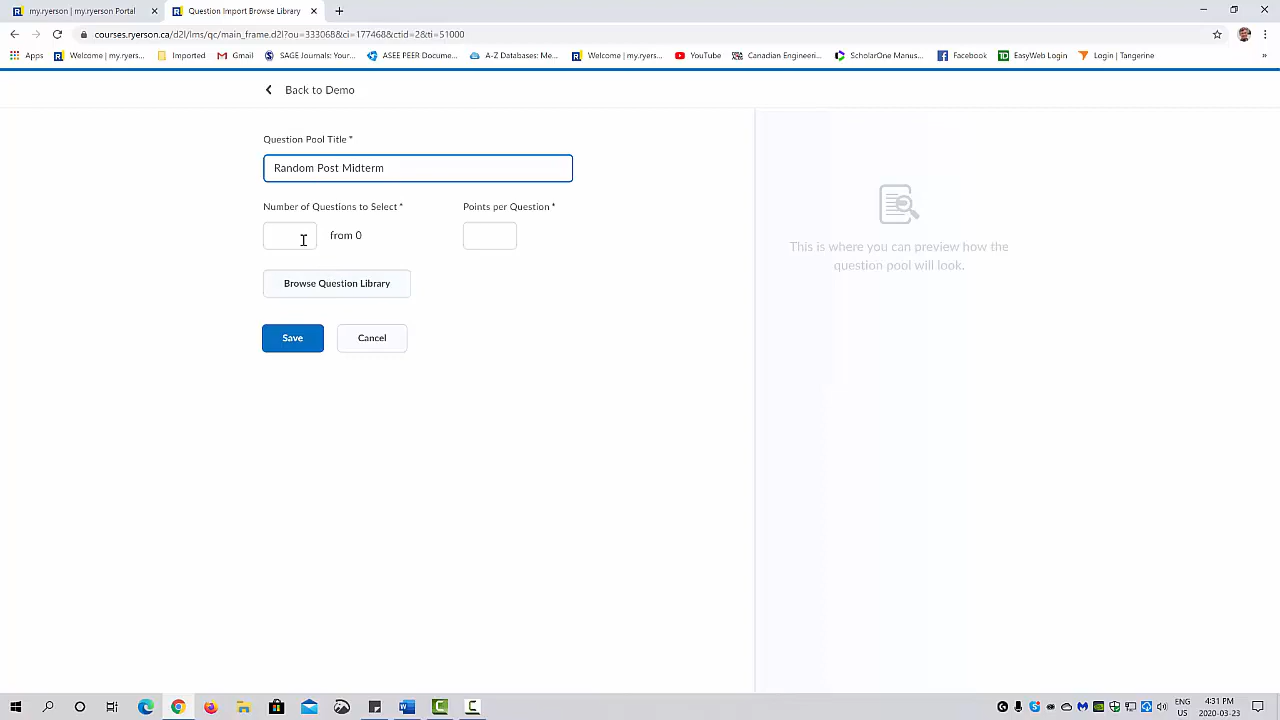 my.ryerson | my.ryerson Portal
Question Import Browse Library
courses.ryerson.ca/d2l/lms/qc/main_frame.d2l?ou=333068&ci=177468&ctid=2&ti=51000
Apps
Welcome | my.ryers...
Imported
Gmail
SAGE Journals: Your...
ASEE PEER Docume...
A-Z Databases: Me...
Welcome | my.ryers...
YouTube
Canadian Engineeri...
ScholarOne Manus...
Facebook
EasyWeb Login
Login | Tangerine
»
Back to Demo
Question Pool Title *
Random Post Midterm
Number of Questions to Select *
Points per Question *
from 0
Browse Question Library
Save
Cancel
This is where you can preview how the
question pool will look.
ENG
US
4:31 PM
2020-03-23